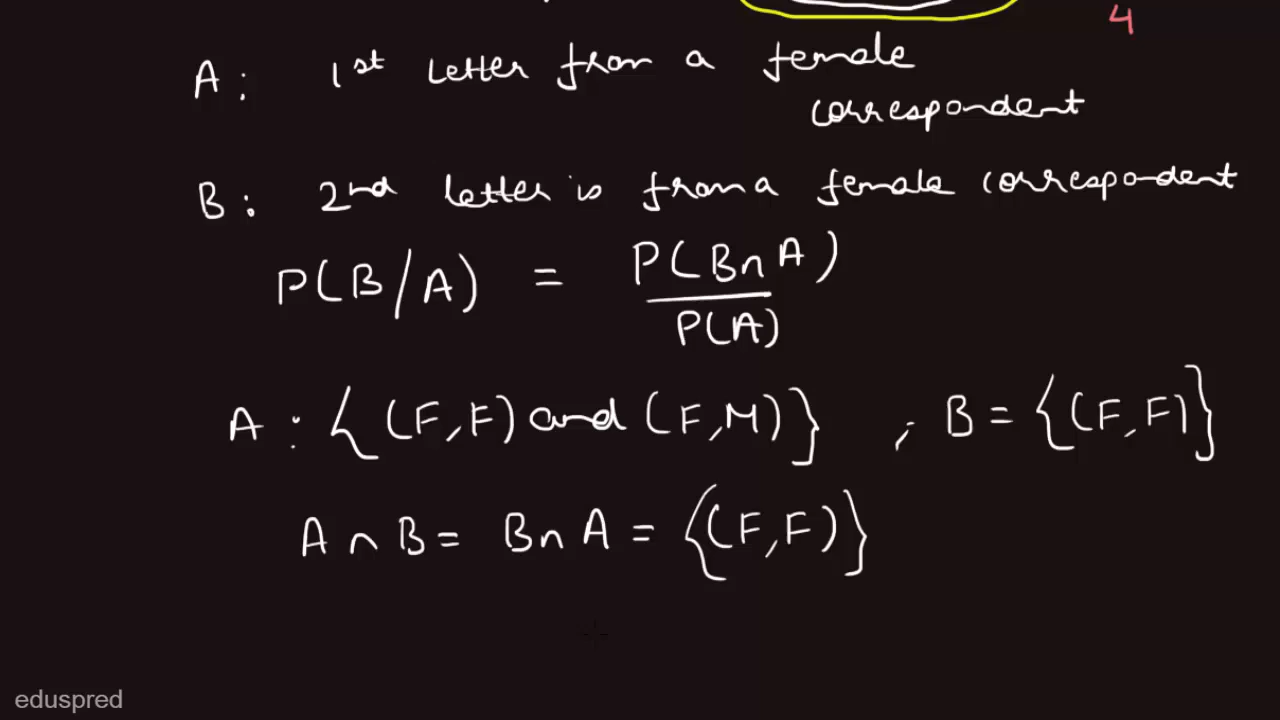 4
A: 1st letter from a female
correspondent
B: 2nd letter is from a female correspondent
P(B/A) = P(B∩A)
P(A)
A: {(F,F) and (F,M)} , B = {(F,F)}
A∩B = B∩A = {(F,F)}
eduspred